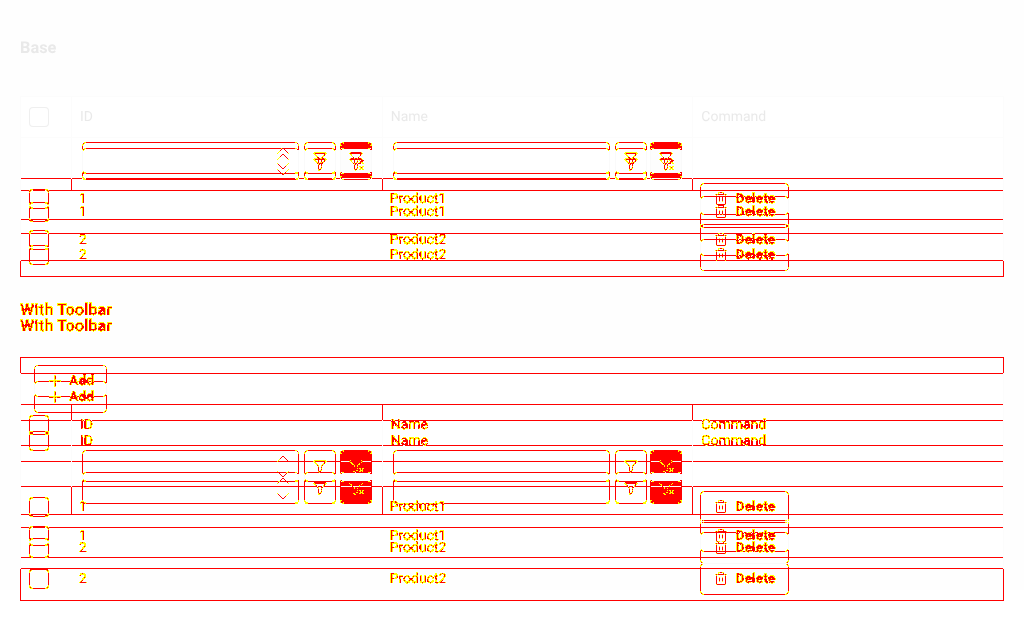 Base
ID Name Command
1 Product1 Delete
1 Product1 Delete
2 Product2 Delete
2 Product2 Delete
With Toolbar
With Toolbar
Add
Add
ID Name Command
ID Name Command
1 Product1 Delete
1 Product1 Delete
2 Product2 Delete
2 Product2 Delete